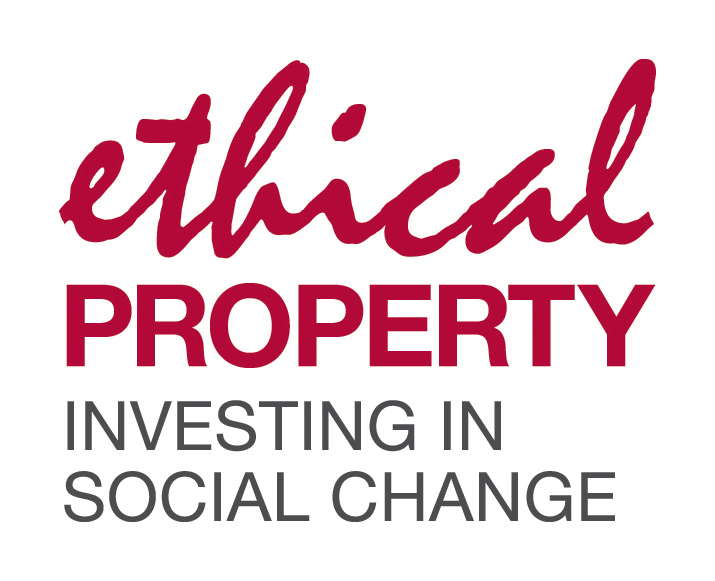 ethical
PROPERTY
INVESTING IN
SOCIAL CHANGE